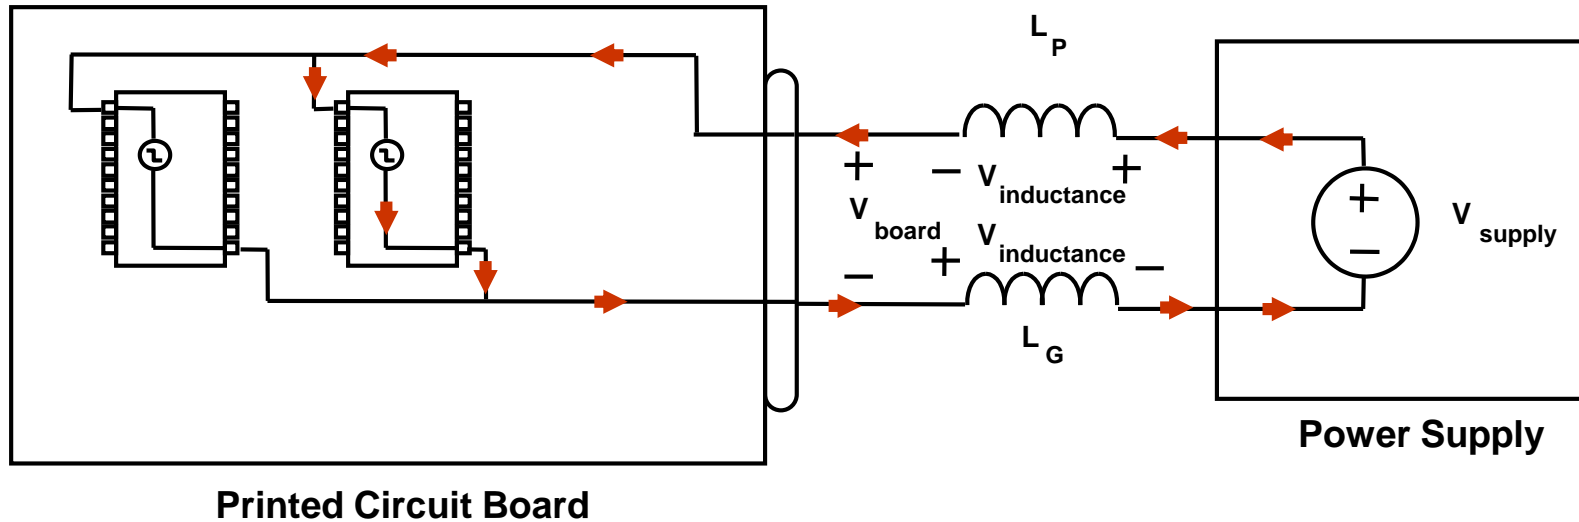 L P
+ − V inductance +
V board
V inductance
+ −
−
L G
+
−
V supply
Power Supply
Printed Circuit Board